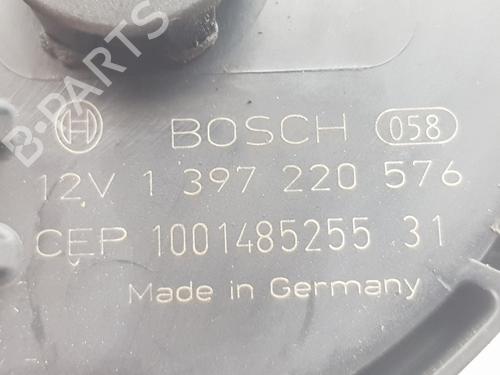 BOSCH 058
12V 1 397 220 576
CEP 1001485255 31
Made in Germany
B-PARTS